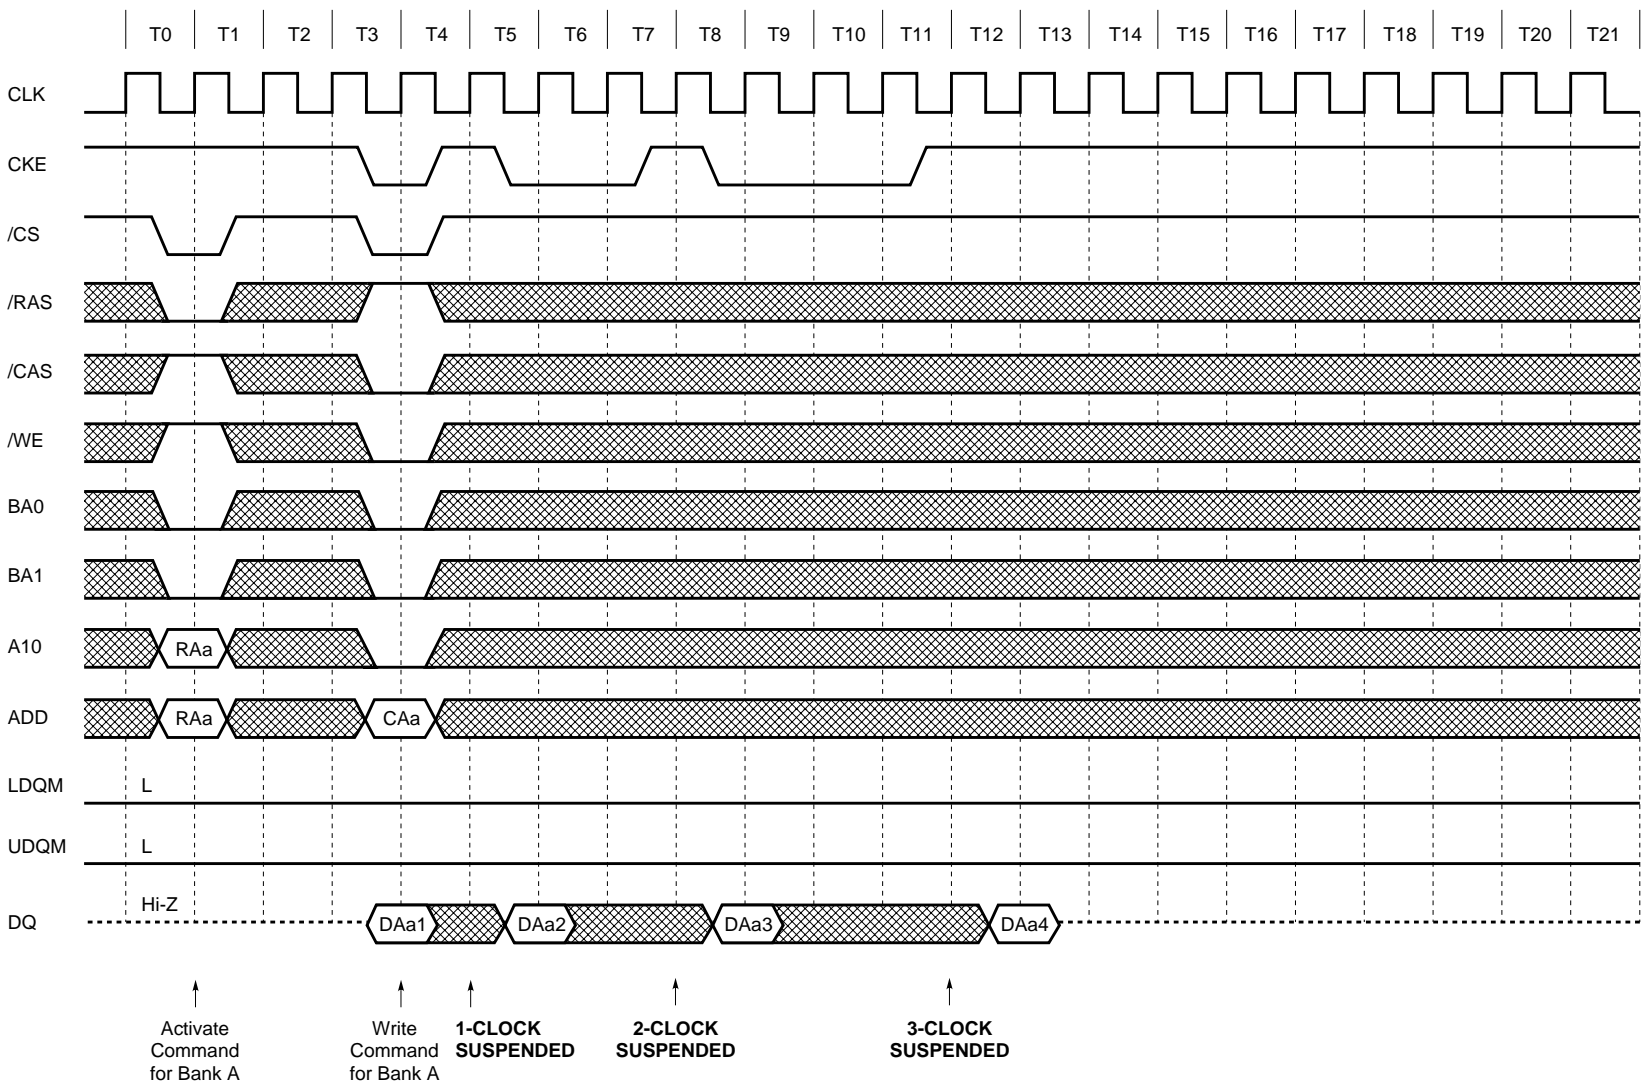 T0 T1 T2 T3 T4 T5 T6 T7 T8 T9 T10 T11 T12 T13 T14 T15 T16 T17 T18 T19 T20 T21
CLK
CKE
/CS
/RAS
/CAS
/WE
BA0
BA1
A10 RAa
ADD RAa CAa
LDQM L
UDQM L
Hi-Z
DQ DAa1 DAa2 DAa3 DAa4
Activate
Command
for Bank A
Write
Command
for Bank A
1-CLOCK
SUSPENDED
2-CLOCK
SUSPENDED
3-CLOCK
SUSPENDED